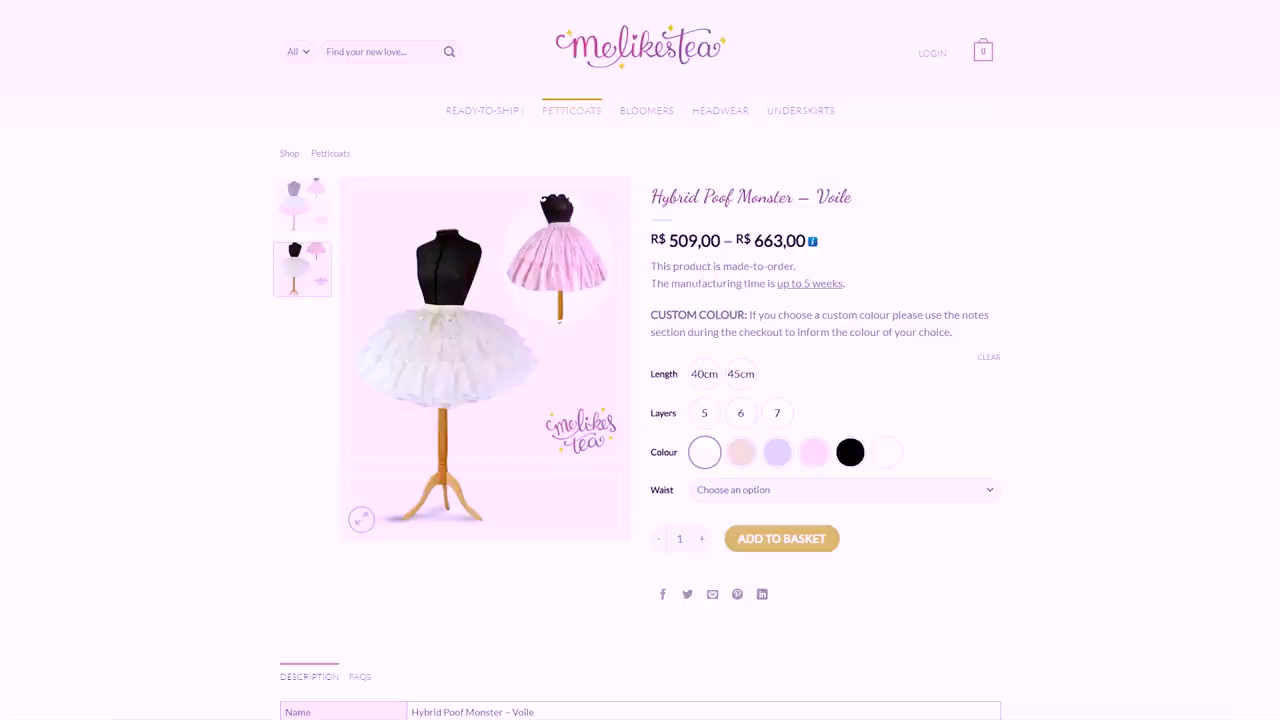 All
Find your new love...
melikestea
LOGIN
0
READY-TO-SHIP |
PETTICOATS
BLOOMERS
HEADWEAR
UNDERSKIRTS
Shop
Petticoats
Hybrid Poof Monster – Voile
R$ 509,00 – R$ 663,00
This product is made-to-order.
The manufacturing time is up to 5 weeks.
CUSTOM COLOUR: If you choose a custom colour please use the notes
section during the checkout to inform the colour of your choice.
CLEAR
Length 40cm 45cm
Layers 5 6 7
Colour
Waist Choose an option
melikes
tea
- 1 + ADD TO BASKET
DESCRIPTION
FAQS
Name Hybrid Poof Monster – Voile